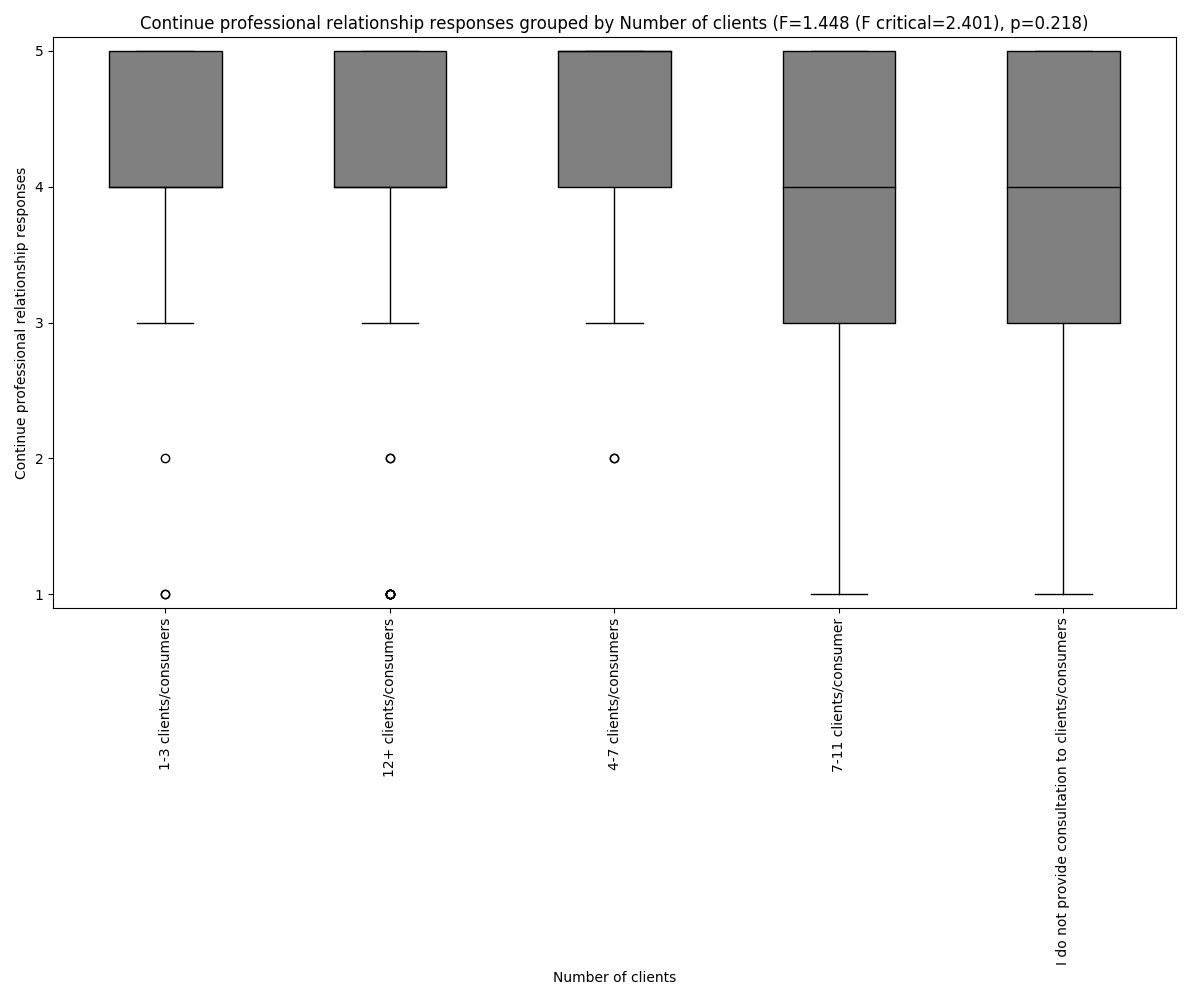 Continue professional relationship responses grouped by Number of clients (F=1.448 (F critical=2.401), p=0.218)
Continue professional relationship responses
5
4
3
2
1
1-3 clients/consumers
12+ clients/consumers
4-7 clients/consumers
7-11 clients/consumer
I do not provide consultation to clients/consumers
Number of clients